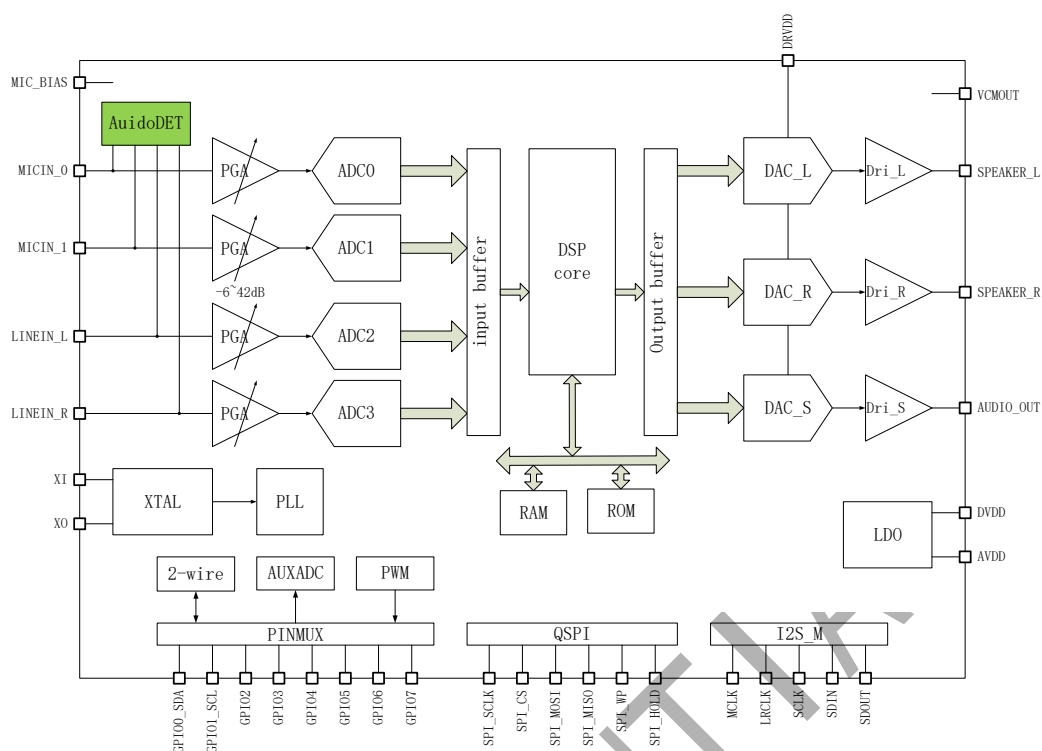 DRVDD
MIC_BIAS
VCMOUT
AuidoDET
MICIN_0
PGA
ADC0
DAC_L
Dri_L
SPEAKER_L
MICIN_1
PGA
ADC1
-6~42dB
input buffer
DSP
core
Output buffer
DAC_R
Dri_R
SPEAKER_R
LINEIN_L
PGA
ADC2
LINEIN_R
PGA
ADC3
DAC_S
Dri_S
AUDIO_OUT
XI
XO
XTAL
PLL
RAM
ROM
LDO
DVDD
AVDD
2-wire
AUXADC
PWM
PINMUX
QSPI
I2S_M
GPIO0_SDA
GPIO1_SCL
GPIO2
GPIO3
GPIO4
GPIO5
GPIO6
GPIO7
SPI_SCLK
SPI_CS
SPI_MOSI
SPI_MISO
SPI_WP
SPI_HOLD
MCLK
LRCLK
SCLK
SDIN
SDOUT